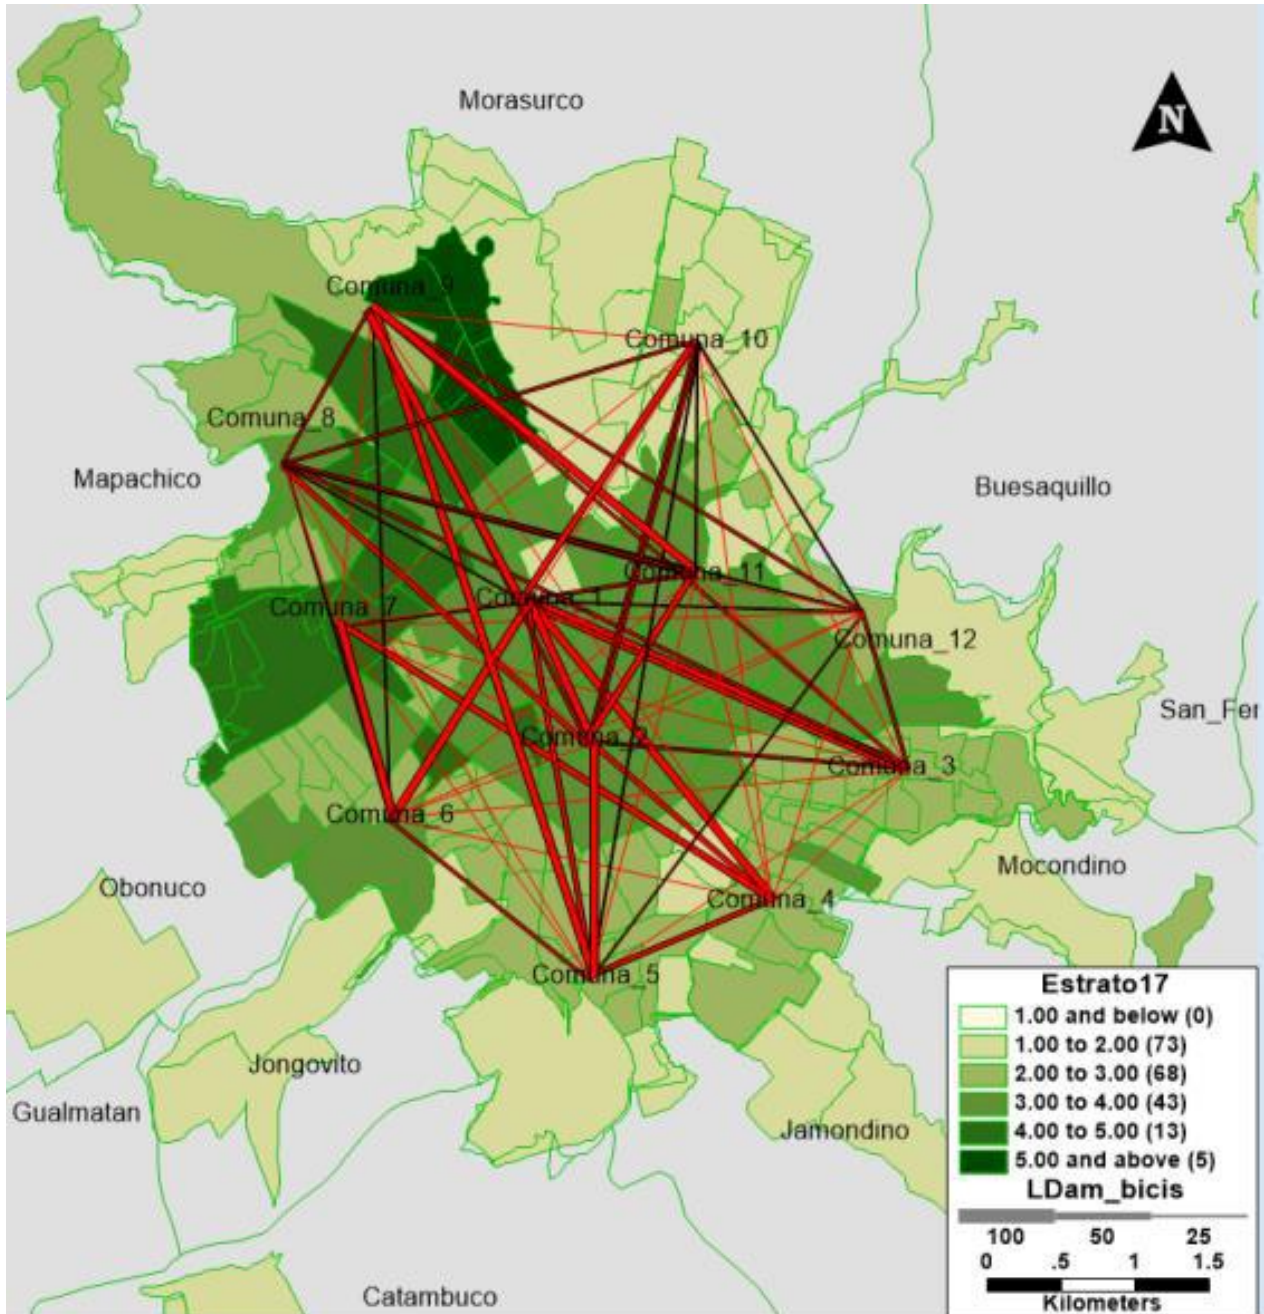 Morasurco
N
Comuna_9
Comuna_10
Comuna_8
Mapachico
Buesaquillo
Comuna_11
Comuna_1
Comuna_7
Comuna_12
San_Fer
Comuna_2
Comuna_3
Comuna_6
Mocondino
Obonuco
Comuna_4
Comuna_5
Jongovito
Gualmatan
Jamondino
Catambuco
Estrato17
1.00 and below (0)
1.00 to 2.00 (73)
2.00 to 3.00 (68)
3.00 to 4.00 (43)
4.00 to 5.00 (13)
5.00 and above (5)
LDam_bicis
100 50 25
0 .5 1 1.5
Kilometers